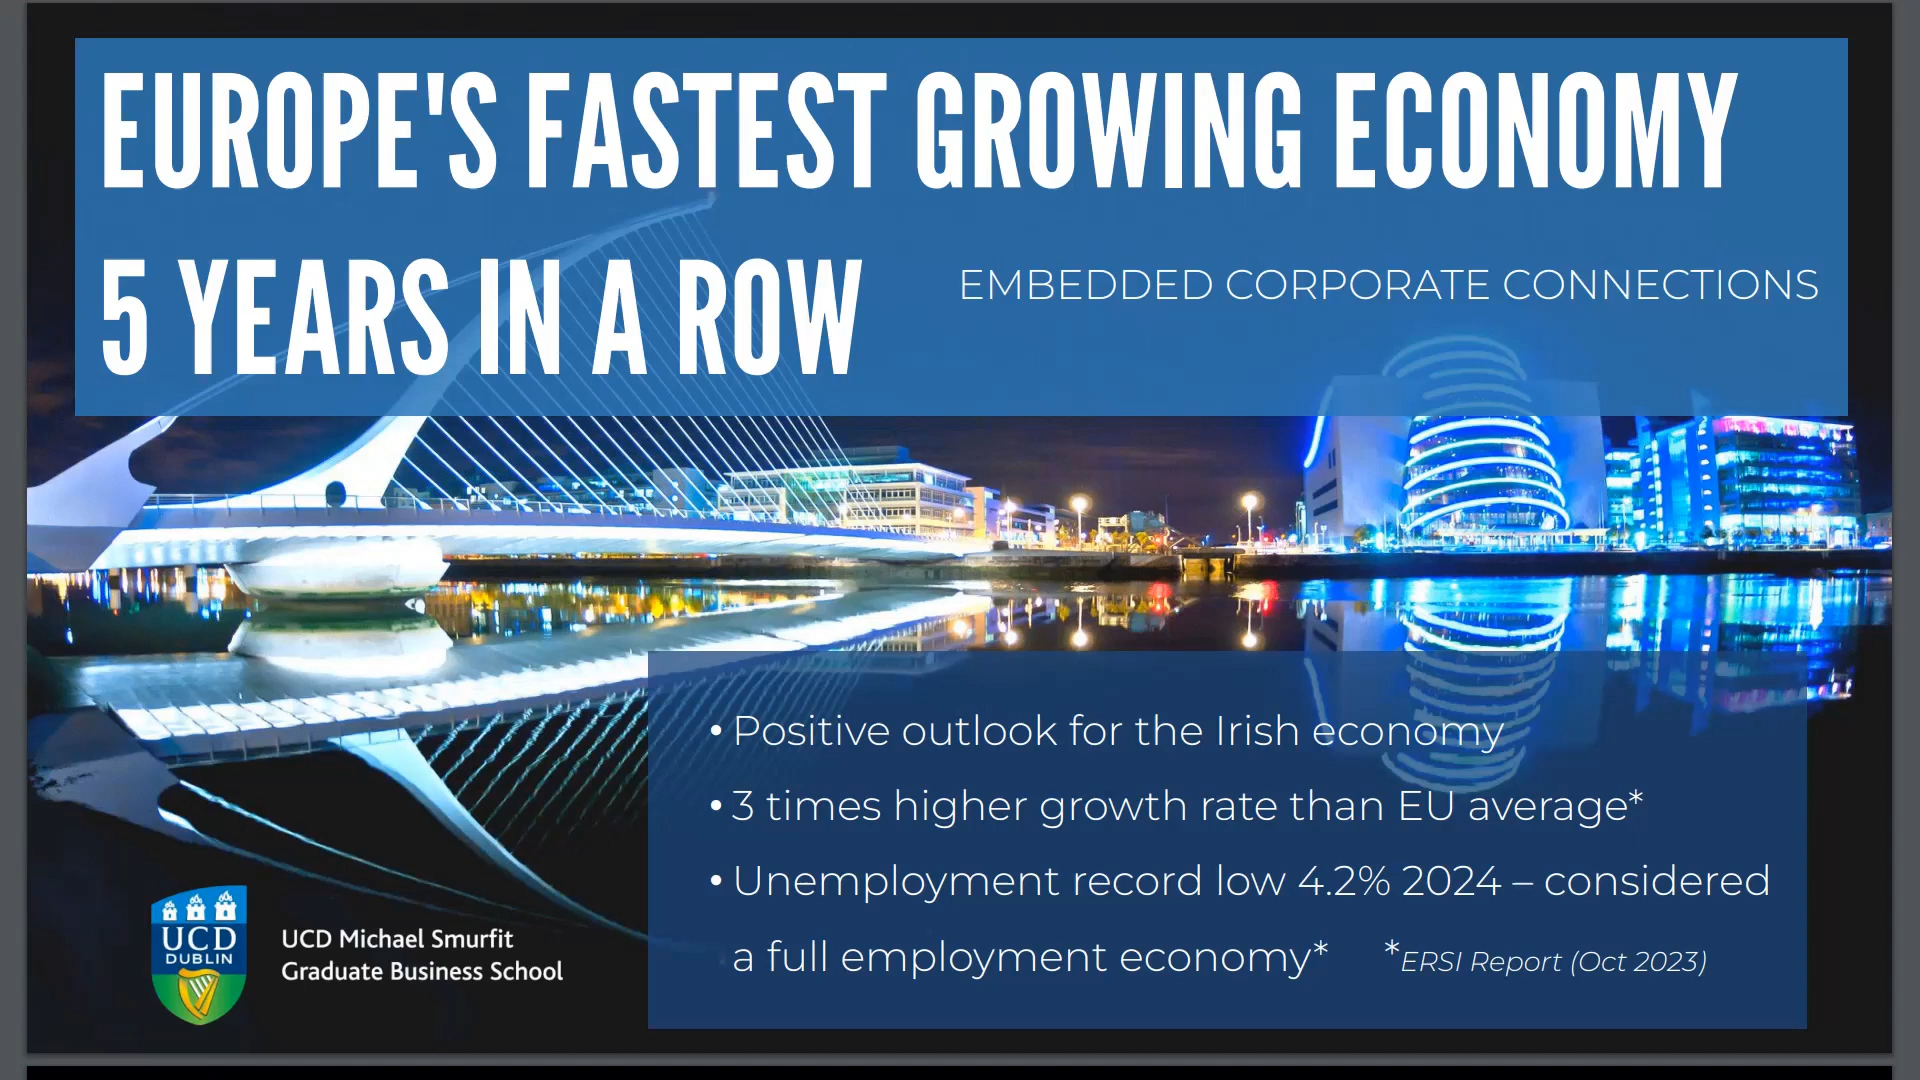 EUROPE'S FASTEST GROWING ECONOMY
5 YEARS IN A ROW
EMBEDDED CORPORATE CONNECTIONS
• Positive outlook for the Irish economy
• 3 times higher growth rate than EU average*
• Unemployment record low 4.2% 2024 – considered
a full employment economy*
*ERSI Report (Oct 2023)
UCD
DUBLIN
UCD Michael Smurfit
Graduate Business School